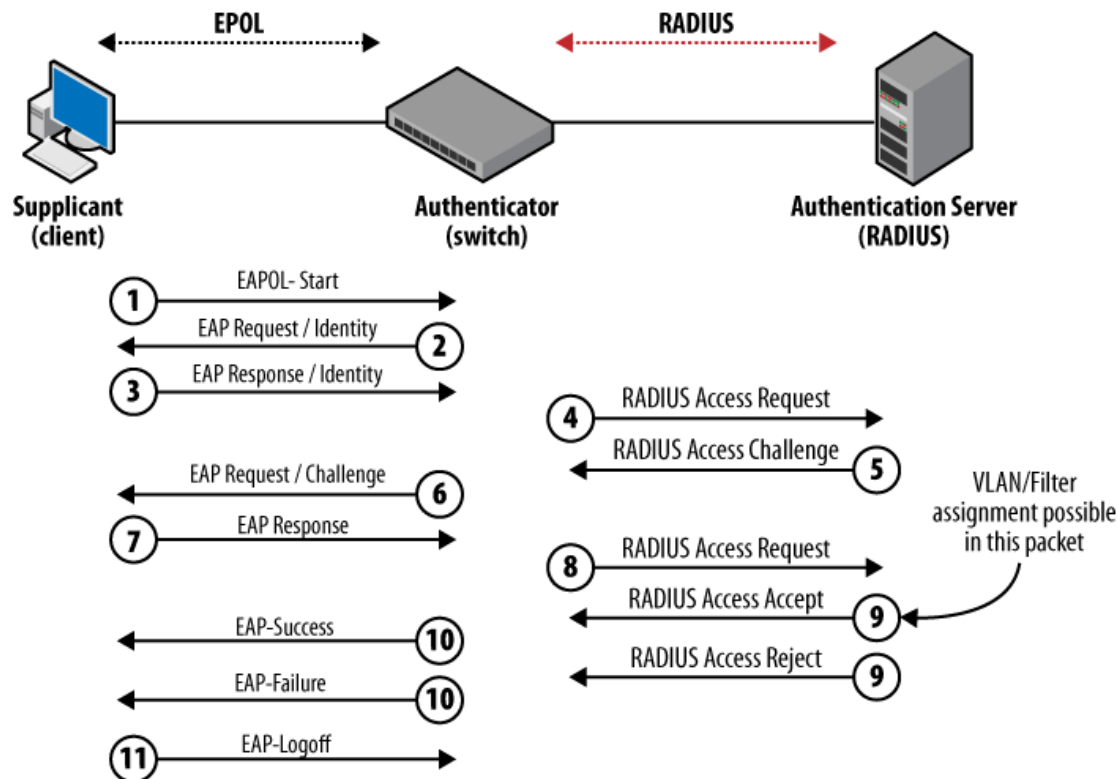 EPOL
RADIUS
Supplicant
(client)
Authenticator
(switch)
Authentication Server
(RADIUS)
1 EAPOL- Start
EAP Request / Identity 2
3 EAP Response / Identity
4 RADIUS Access Request
RADIUS Access Challenge 5
EAP Request / Challenge 6
7 EAP Response
VLAN/Filter
assignment possible
in this packet
8 RADIUS Access Request
RADIUS Access Accept 9
EAP-Success 10
RADIUS Access Reject 9
EAP-Failure 10
11 EAP-Logoff